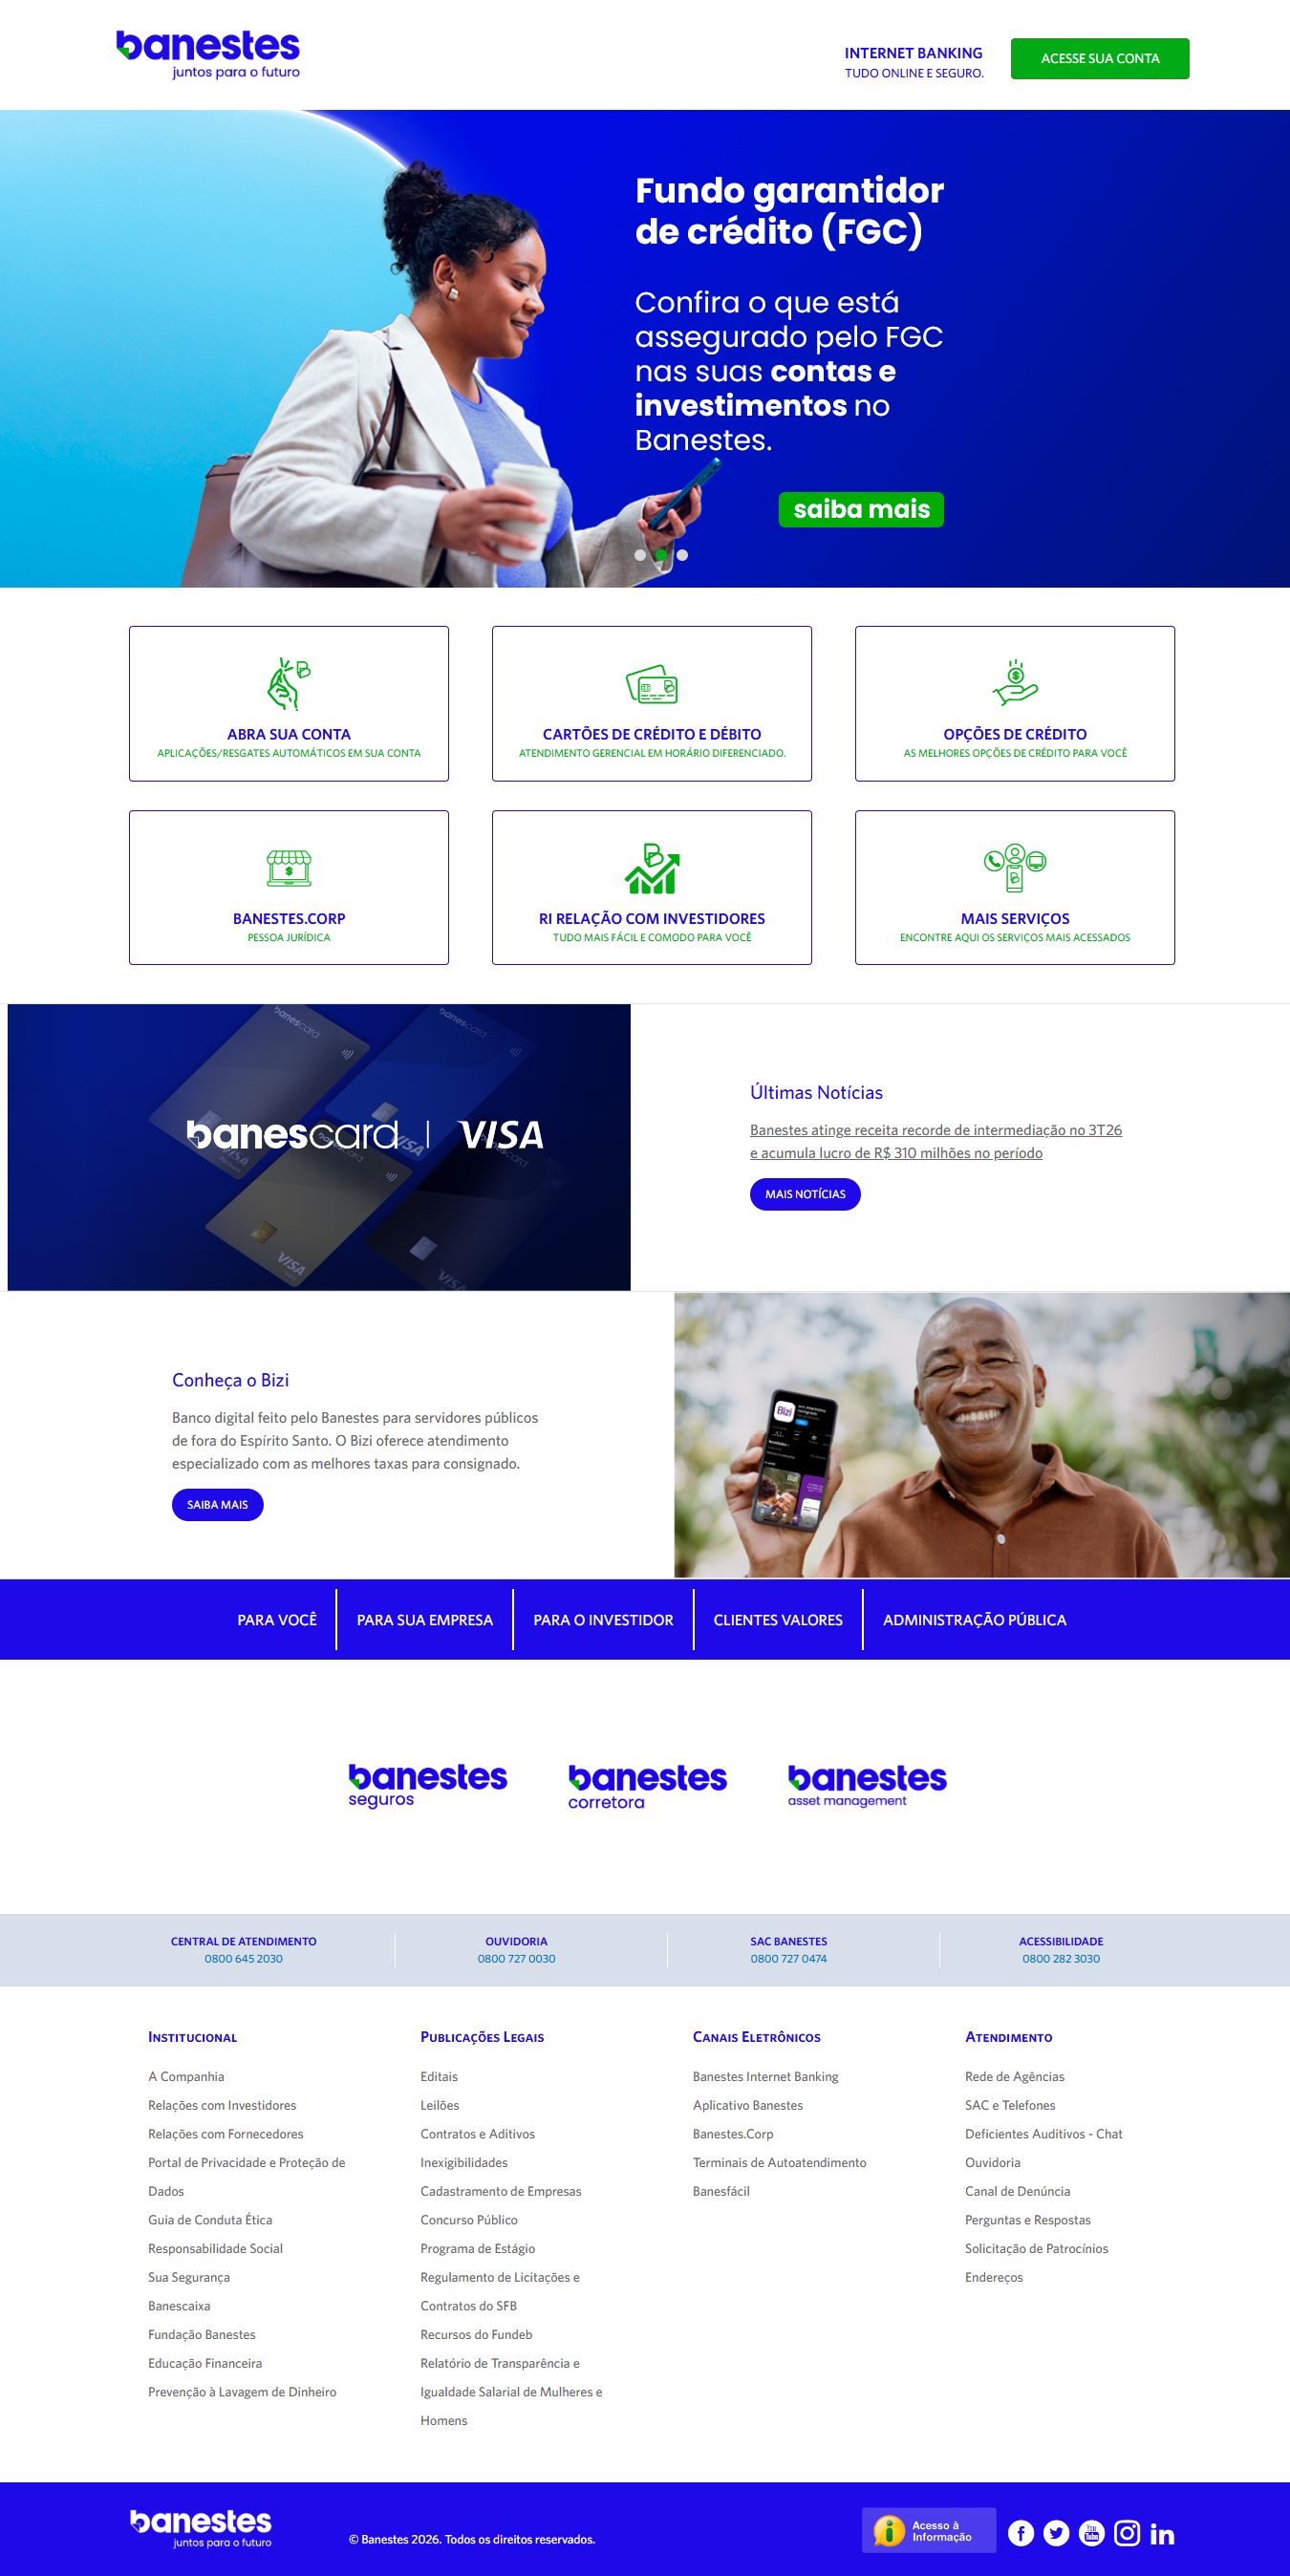 banestes
juntos para o futuro
INTERNET BANKING
TUDO ONLINE E SEGURO.
ACESSE SUA CONTA
Fundo garantidor
de crédito (FGC)
Confira o que está
assegurado pelo FGC
nas suas contas e
investimentos no
Banestes.
saiba mais
ABRA SUA CONTA
APLICAÇÕES/RESGATES AUTOMÁTICOS EM SUA CONTA
CARTÕES DE CRÉDITO E DÉBITO
ATENDIMENTO GERENCIAL EM HORÁRIO DIFERENCIADO.
OPÇÕES DE CRÉDITO
AS MELHORES OPÇÕES DE CRÉDITO PARA VOCÊ
BANESTES.CORP
PESSOA JURÍDICA
RI RELAÇÃO COM INVESTIDORES
TUDO MAIS FÁCIL E COMODO PARA VOCÊ
MAIS SERVIÇOS
ENCONTRE AQUI OS SERVIÇOS MAIS ACESSADOS
banescard
banescard
banescard | VISA
VISA
VISA
Últimas Notícias
Banestes atinge receita recorde de intermediação no 3T26
e acumula lucro de R$ 310 milhões no período
MAIS NOTÍCIAS
Conheça o Bizi
Banco digital feito pelo Banestes para servidores públicos
de fora do Espírito Santo. O Bizi oferece atendimento
especializado com as melhores taxas para consignado.
SAIBA MAIS
Bizi
Bizi
PARA VOCÊ
PARA SUA EMPRESA
PARA O INVESTIDOR
CLIENTES VALORES
ADMINISTRAÇÃO PÚBLICA
banestes
seguros
banestes
corretora
banestes
asset management
CENTRAL DE ATENDIMENTO
0800 645 2030
OUVIDORIA
0800 727 0030
SAC BANESTES
0800 727 0474
ACESSIBILIDADE
0800 282 3030
Institucional
A Companhia
Relações com Investidores
Relações com Fornecedores
Portal de Privacidade e Proteção de
Dados
Guia de Conduta Ética
Responsabilidade Social
Sua Segurança
Banescaixa
Fundação Banestes
Educação Financeira
Prevenção à Lavagem de Dinheiro
Publicações Legais
Editais
Leilões
Contratos e Aditivos
Inexigibilidades
Cadastramento de Empresas
Concurso Público
Programa de Estágio
Regulamento de Licitações e
Contratos do SFB
Recursos do Fundeb
Relatório de Transparência e
Igualdade Salarial de Mulheres e
Homens
Canais Eletrônicos
Banestes Internet Banking
Aplicativo Banestes
Banestes.Corp
Terminais de Autoatendimento
Banesfácil
Atendimento
Rede de Agências
SAC e Telefones
Deficientes Auditivos - Chat
Ouvidoria
Canal de Denúncia
Perguntas e Respostas
Solicitação de Patrocínios
Endereços
banestes
juntos para o futuro
© Banestes 2026. Todos os direitos reservados.
Acesso à
Informação
You
Tube